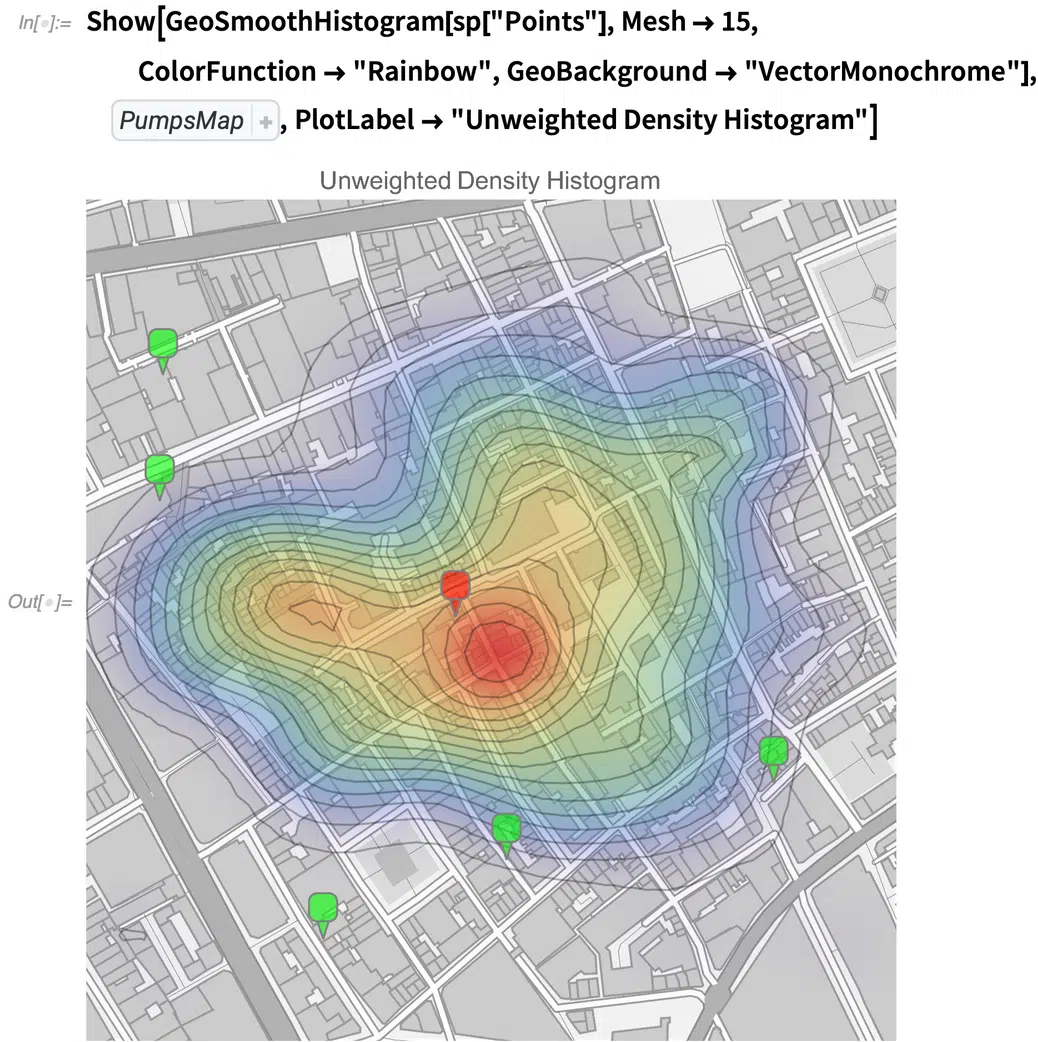 In[•]:= Show[GeoSmoothHistogram[sp["Points"], Mesh → 15,
ColorFunction → "Rainbow", GeoBackground → "VectorMonochrome"],
PumpsMap +, PlotLabel → "Unweighted Density Histogram"]
Unweighted Density Histogram
Out[•]=